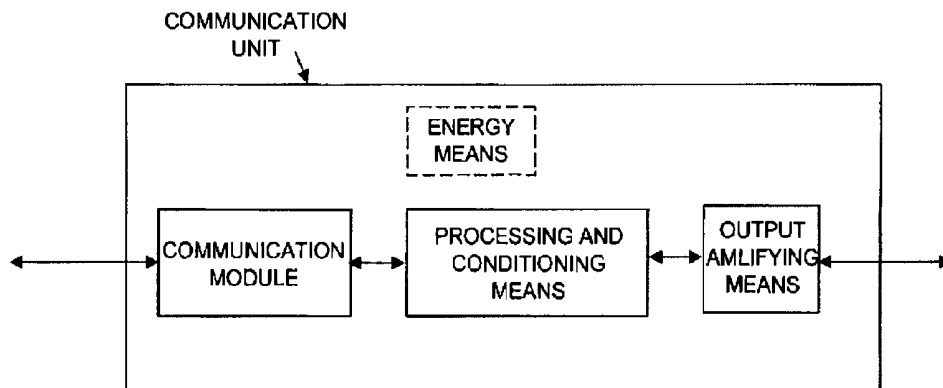 COMMUNICATION
UNIT
ENERGY
MEANS
COMMUNICATION
MODULE
PROCESSING AND
CONDITIONING
MEANS
OUTPUT
AMLIFYING
MEANS